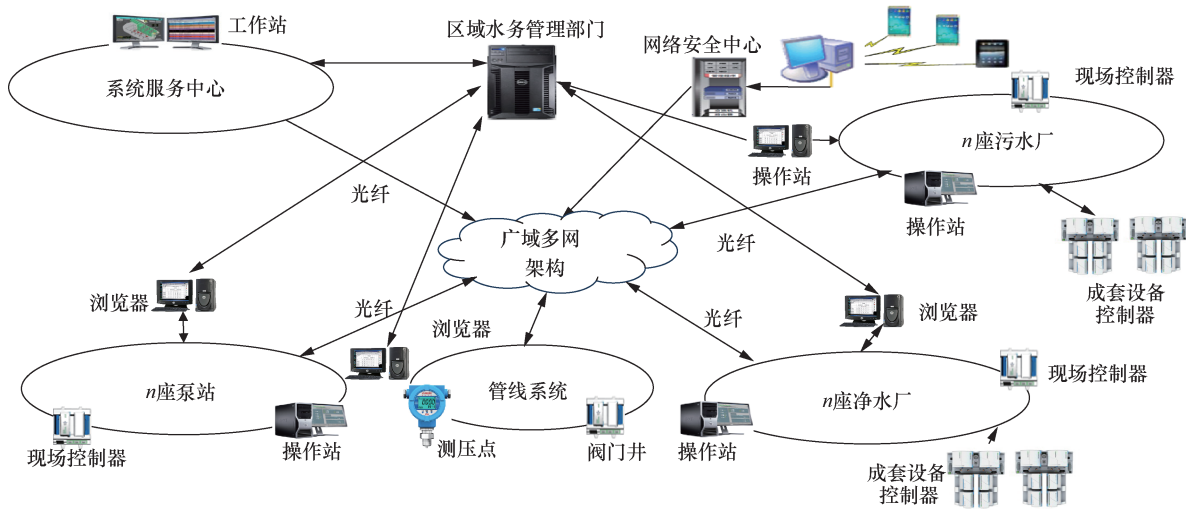 工作站
区域水务管理部门
网络安全中心
系统服务中心
现场控制器
n座污水厂
操作站
操作站
光纤
广域多网
架构
光纤
成套设备
控制器
浏览器
光纤
浏览器
光纤
浏览器
n座泵站
管线系统
n座净水厂
现场控制器
现场控制器
操作站
测压点
阀门井
操作站
成套设备
控制器